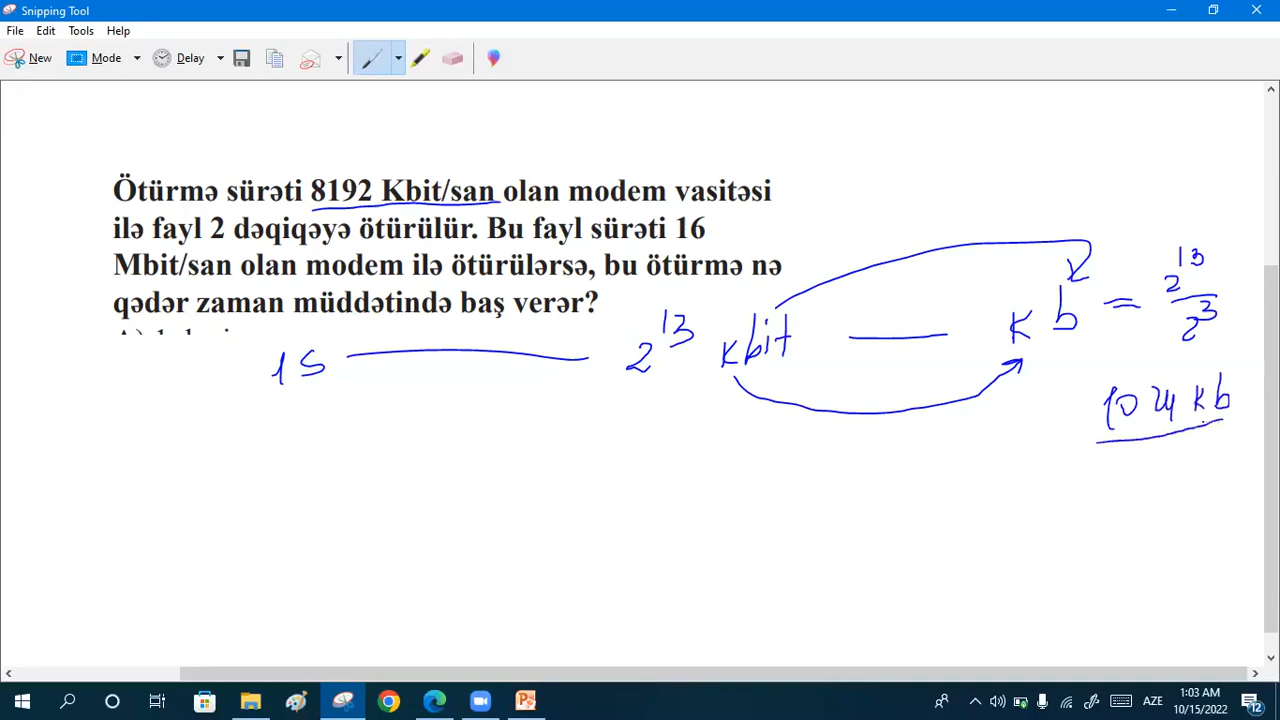 Snipping Tool
File Edit Tools Help
New Mode Delay
Ötürmə sürəti 8192 Kbit/san olan modem vasitəsi
ilə fayl 2 dəqiqəyə ötürülür. Bu fayl sürəti 16
Mbit/san olan modem ilə ötürülərsə, bu ötürmə nə
qədər zaman müddətində baş verər?
1s 2^13 kbit — K b = 2^13/2^3
1024 kb
AZE
1:03 AM
10/15/2022
12